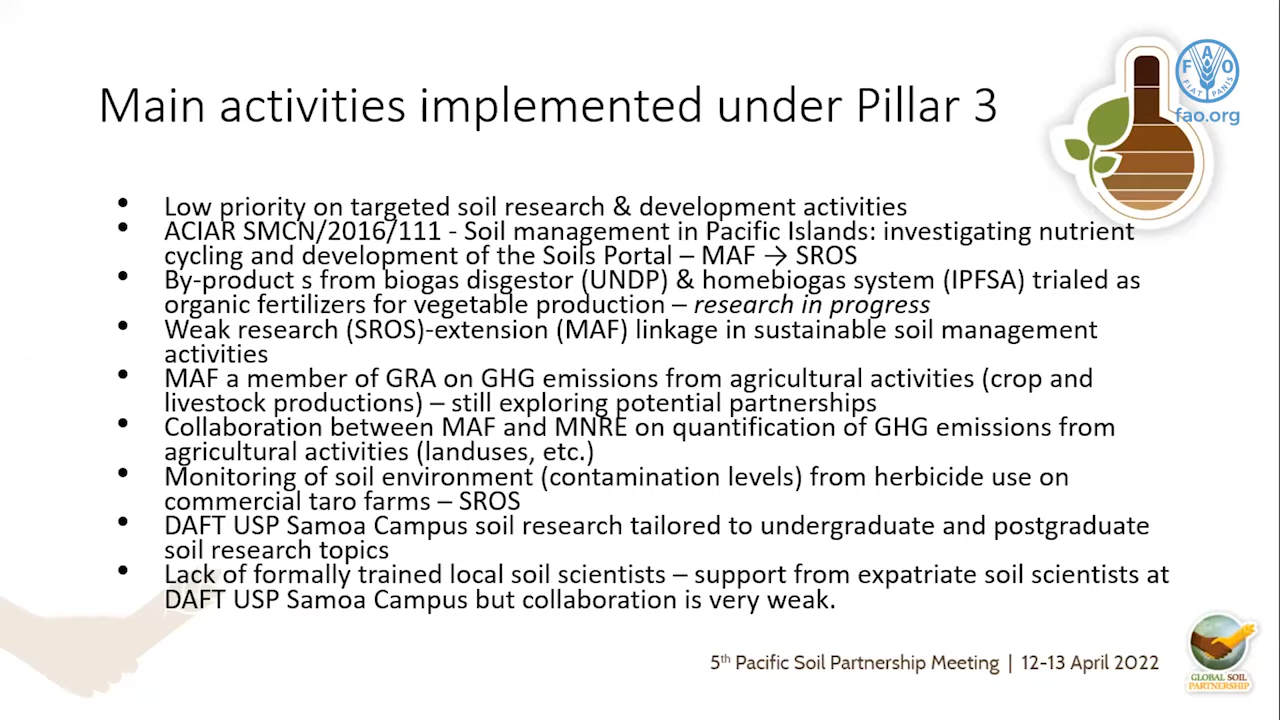 Main activities implemented under Pillar 3
F A O
FIAT PANIS
fao.org
• Low priority on targeted soil research & development activities
• ACIAR SMCN/2016/111 - Soil management in Pacific Islands: investigating nutrient
cycling and development of the Soils Portal – MAF → SROS
• By-product s from biogas disgestor (UNDP) & homebiogas system (IPFSA) trialed as
organic fertilizers for vegetable production – research in progress
• Weak research (SROS)-extension (MAF) linkage in sustainable soil management
activities
• MAF a member of GRA on GHG emissions from agricultural activities (crop and
livestock productions) – still exploring potential partnerships
• Collaboration between MAF and MNRE on quantification of GHG emissions from
agricultural activities (landuses, etc.)
• Monitoring of soil environment (contamination levels) from herbicide use on
commercial taro farms – SROS
• DAFT USP Samoa Campus soil research tailored to undergraduate and postgraduate
soil research topics
• Lack of formally trained local soil scientists – support from expatriate soil scientists at
DAFT USP Samoa Campus but collaboration is very weak.
5th Pacific Soil Partnership Meeting | 12-13 April 2022
GLOBAL SOIL
PARTNERSHIP